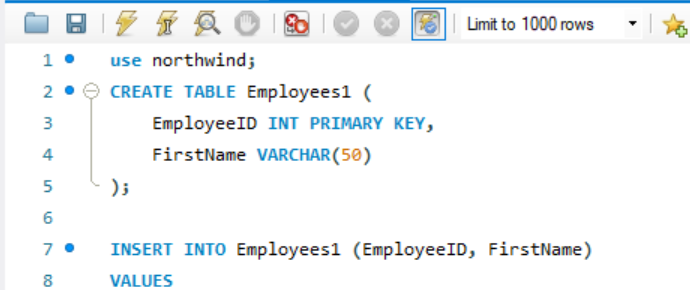 Limit to 1000 rows
1 use northwind;
2 CREATE TABLE Employees1 (
3 EmployeeID INT PRIMARY KEY,
4 FirstName VARCHAR(50)
5 );
6
7 INSERT INTO Employees1 (EmployeeID, FirstName)
8 VALUES